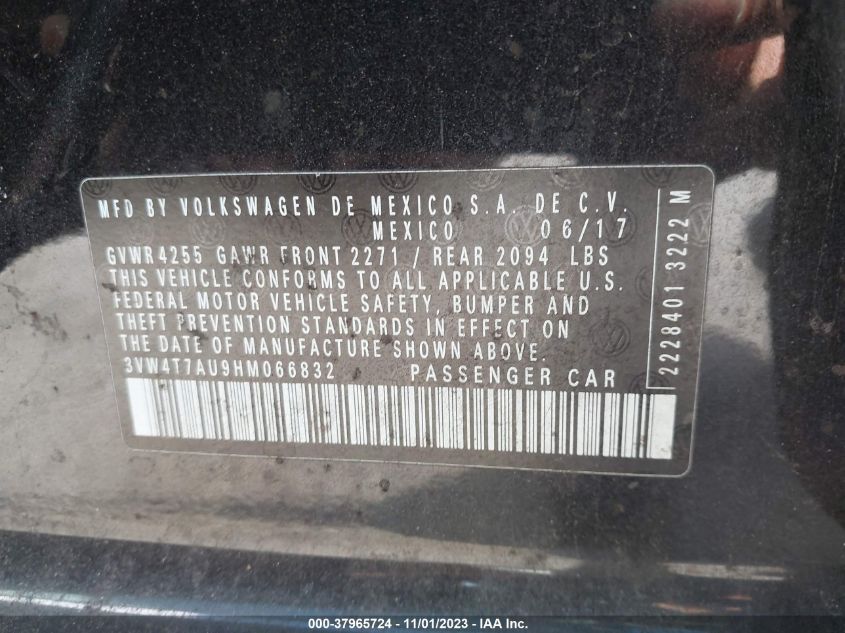 MFD BY VOLKSWAGEN DE MEXICO S.A. DE C.V.
MEXICO 06/17
GVWR4255 GAWR FRONT 2271 / REAR 2094 LBS
THIS VEHICLE CONFORMS TO ALL APPLICABLE U.S.
FEDERAL MOTOR VEHICLE SAFETY, BUMPER AND
THEFT PREVENTION STANDARDS IN EFFECT ON
THE DATE OF MANUFACTURE SHOWN ABOVE.
3VW4T7AU9HM066832 PASSENGER CAR
2228401 3222 M
000-37965724 - 11/01/2023 - IAA Inc.